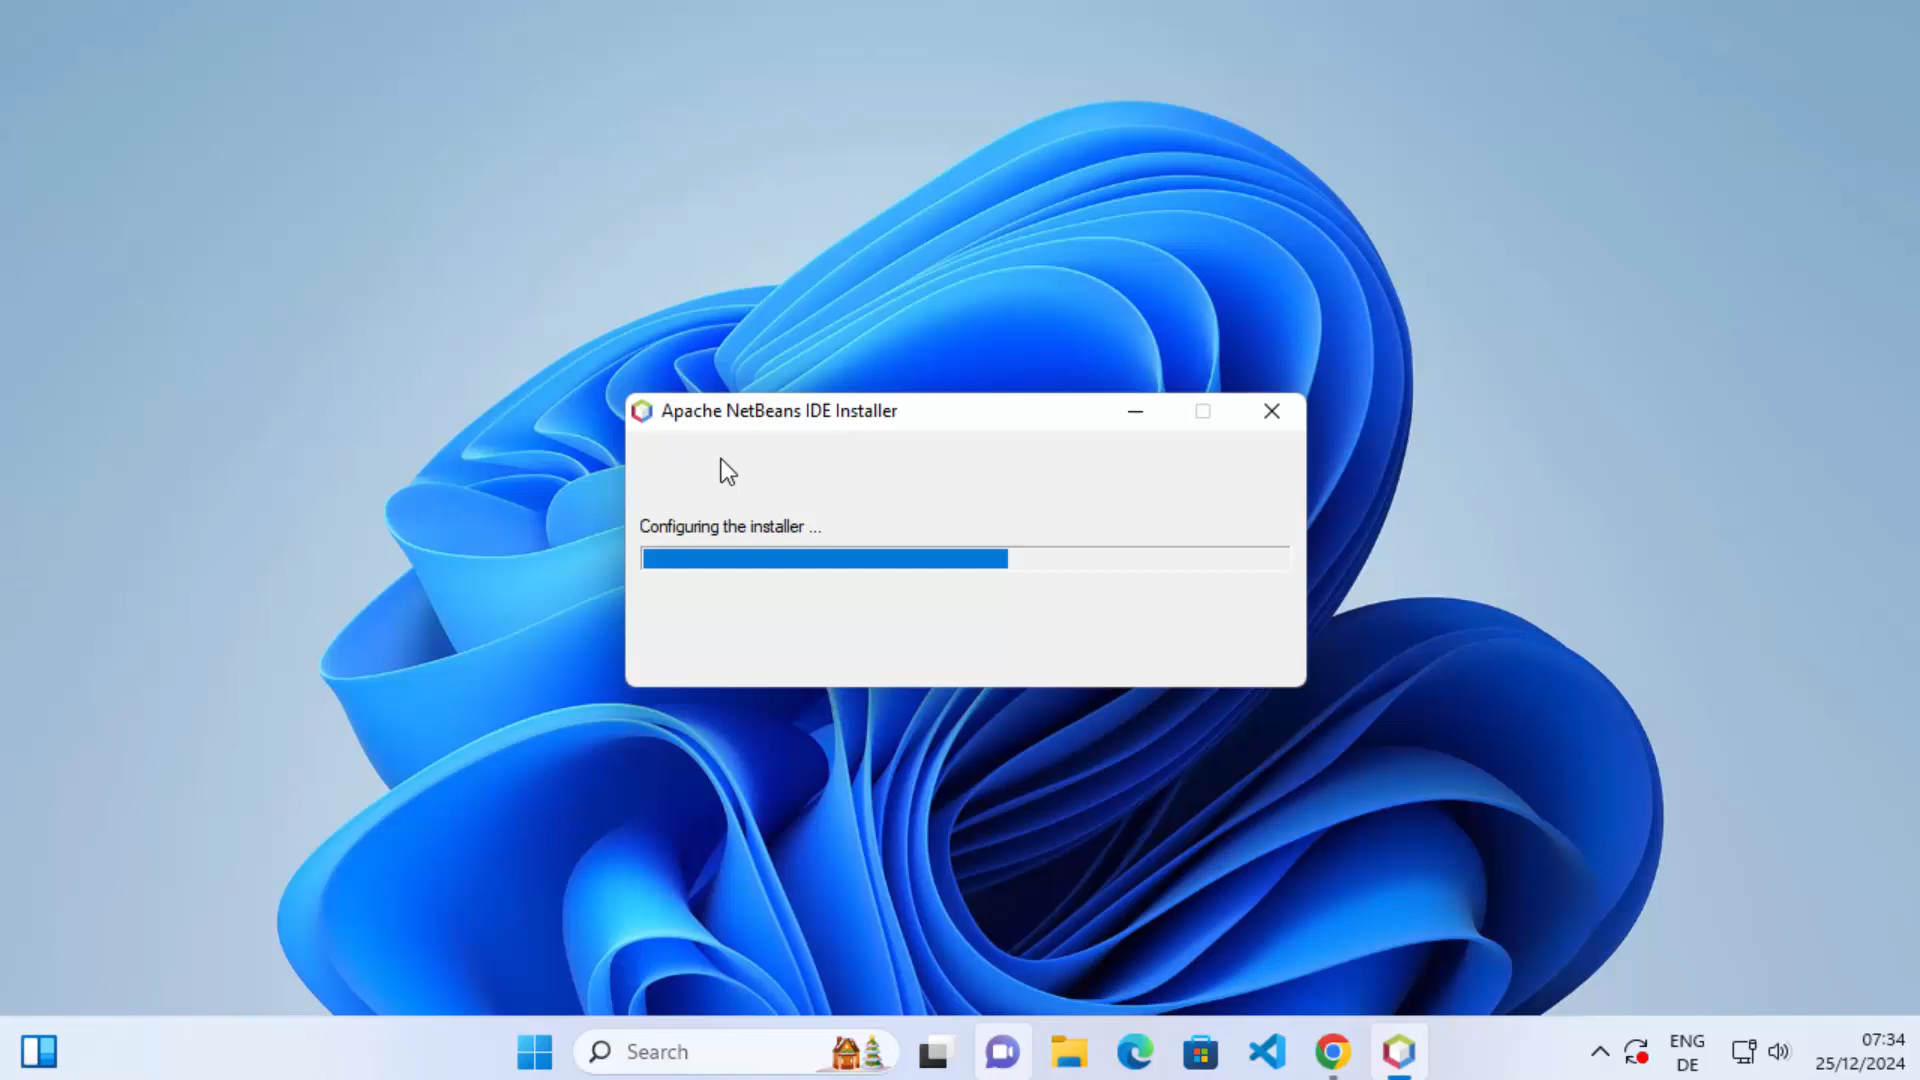 Apache NetBeans IDE Installer
Configuring the installer ...
Search
ENG
DE
07:34
25/12/2024